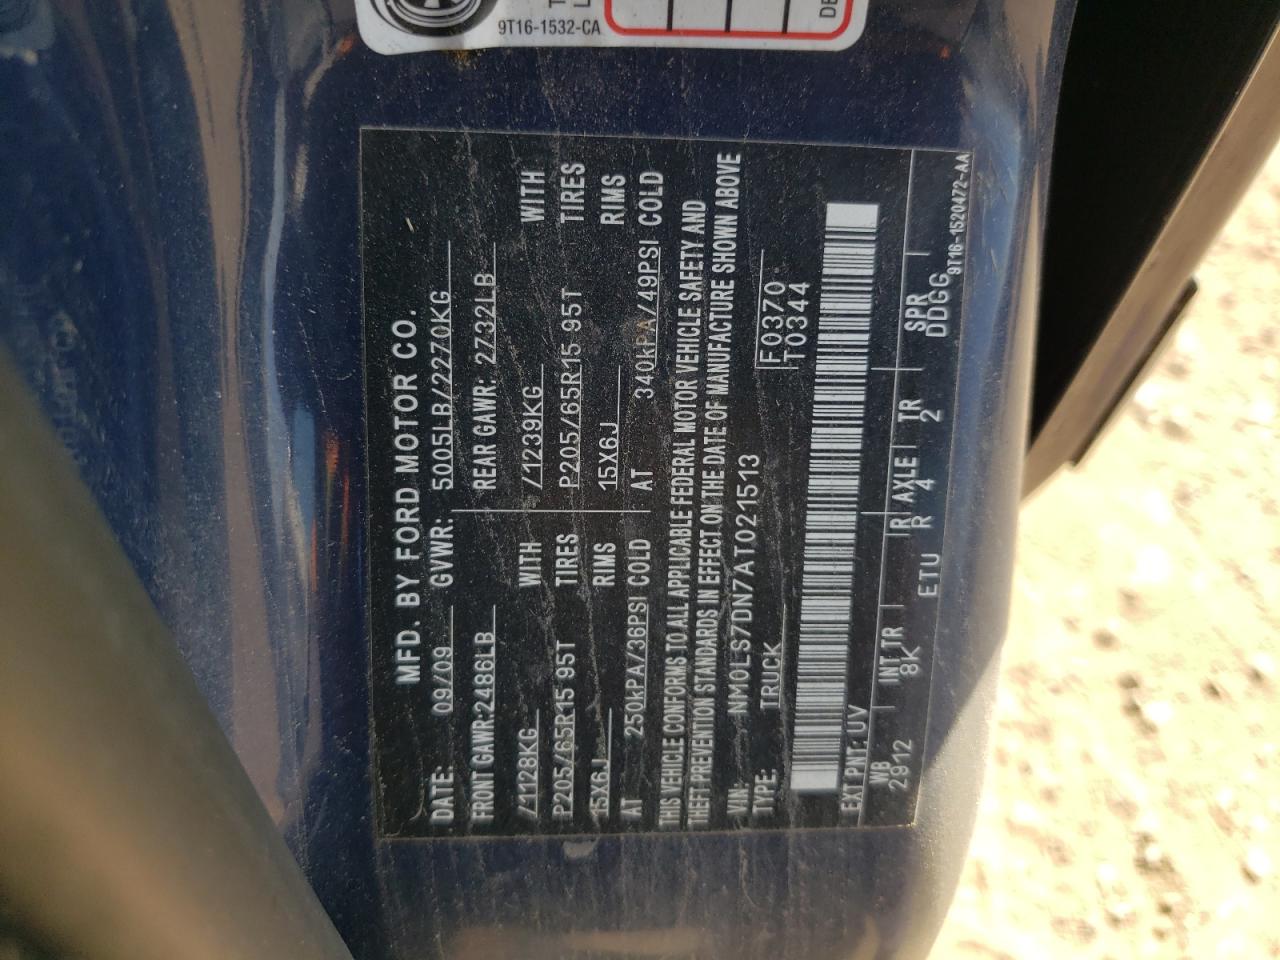 9T16-1532-CA
MFD. BY FORD MOTOR CO.
DATE: 09/09 GVWR: 5005LB/2270KG
FRONT GAWR:2486LB REAR GAWR: 2732LB
/1128KG WITH /1239KG WITH
P205/65R15 95T TIRES P205/65R15 95T TIRES
15X6J RIMS 15X6J RIMS
AT 250kPA/36PSI COLD AT 340kPA/49PSI COLD
THIS VEHICLE CONFORMS TO ALL APPLICABLE FEDERAL MOTOR VEHICLE SAFETY AND
THEFT PREVENTION STANDARDS IN EFFECT ON THE DATE OF MANUFACTURE SHOWN ABOVE
VIN: NM0LS7DN7AT021513 F0370
TYPE: TRUCK T0344
EXT PNT: UV
WB INT TR R AXLE TR SPR
2912 8K R 4 2 DDGG
ETU 9T16-1520472-AA